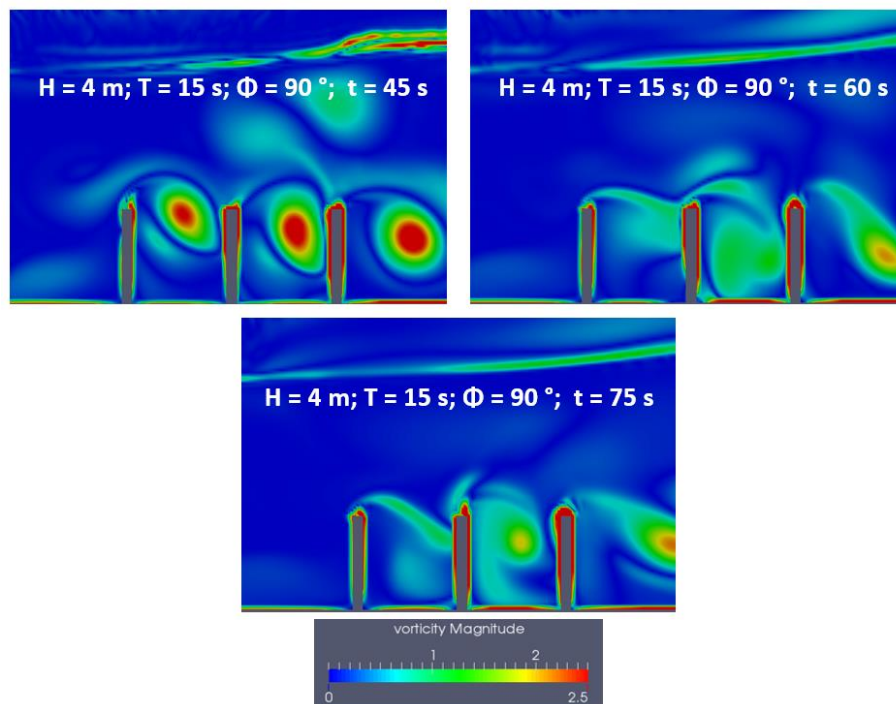 H = 4 m; T = 15 s; Φ = 90 °;  t = 45 s
H = 4 m; T = 15 s; Φ = 90 °;  t = 60 s
H = 4 m; T = 15 s; Φ = 90 °;  t = 75 s
vorticity Magnitude
1 2
0 2.5